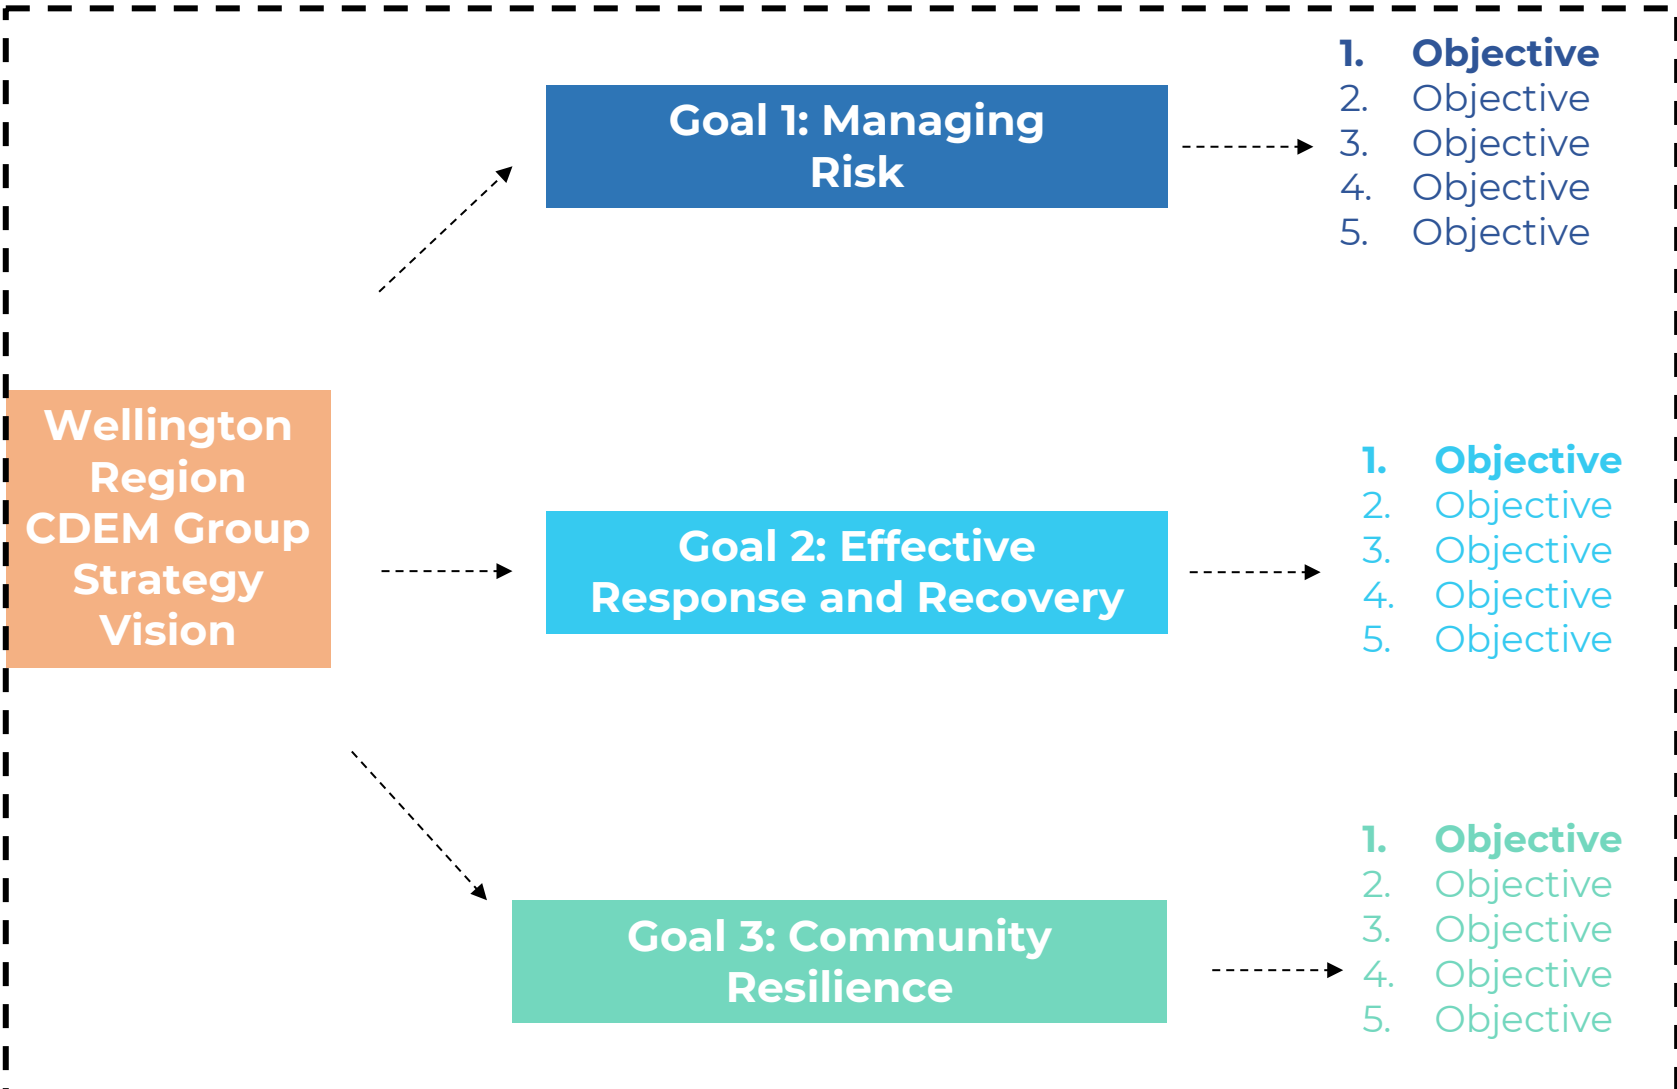 Wellington
Region
CDEM Group
Strategy
Vision
Goal 1: Managing
Risk
1. Objective
2. Objective
3. Objective
4. Objective
5. Objective
Goal 2: Effective
Response and Recovery
1. Objective
2. Objective
3. Objective
4. Objective
5. Objective
Goal 3: Community
Resilience
1. Objective
2. Objective
3. Objective
4. Objective
5. Objective